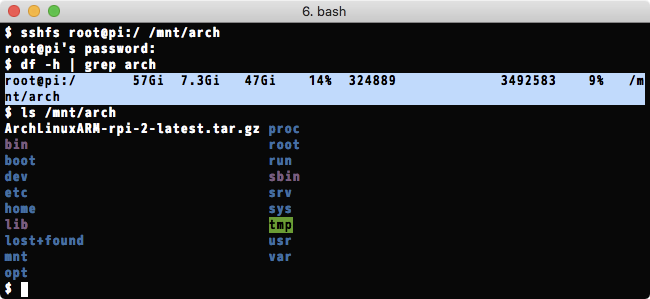 6. bash
$ sshfs root@pi:/ /mnt/arch
root@pi's password:
$ df -h | grep arch
root@pi:/       57Gi  7.3Gi   47Gi    14%  324889             3492583    9%   /m
nt/arch
$ ls /mnt/arch
ArchLinuxARM-rpi-2-latest.tar.gz proc
bin                              root
boot                             run
dev                              sbin
etc                              srv
home                             sys
lib                              tmp
lost+found                       usr
mnt                              var
opt
$